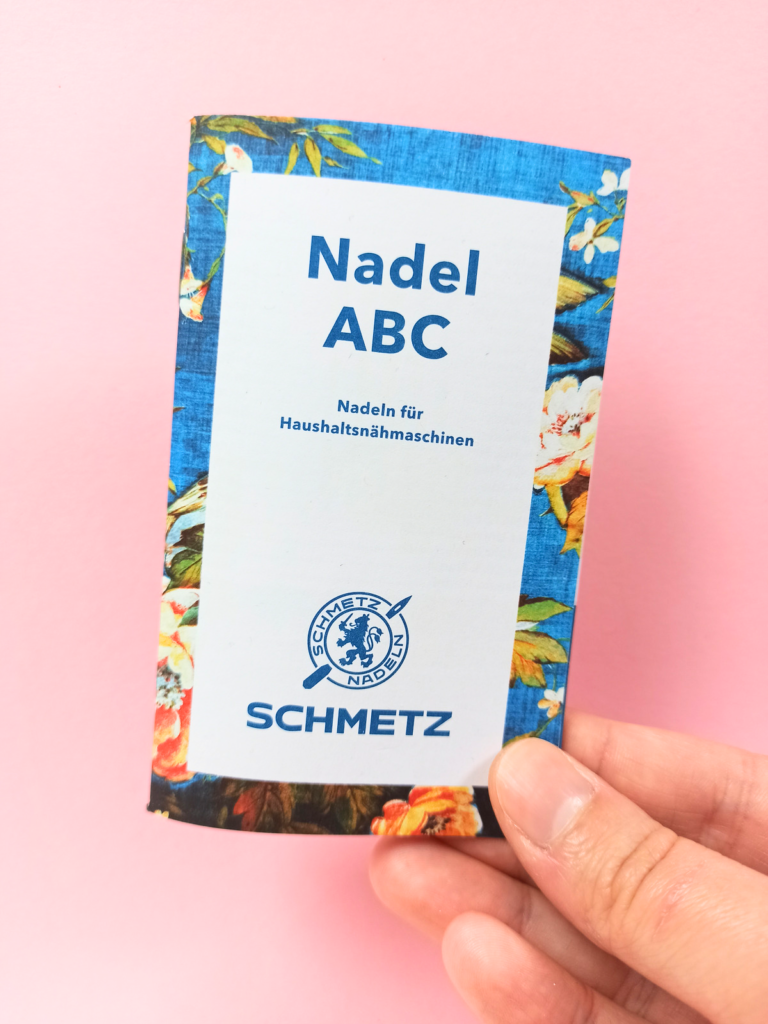 Nadel
ABC
Nadeln für
Haushaltsnähmaschinen
SCHMETZ
NADELN
SCHMETZ